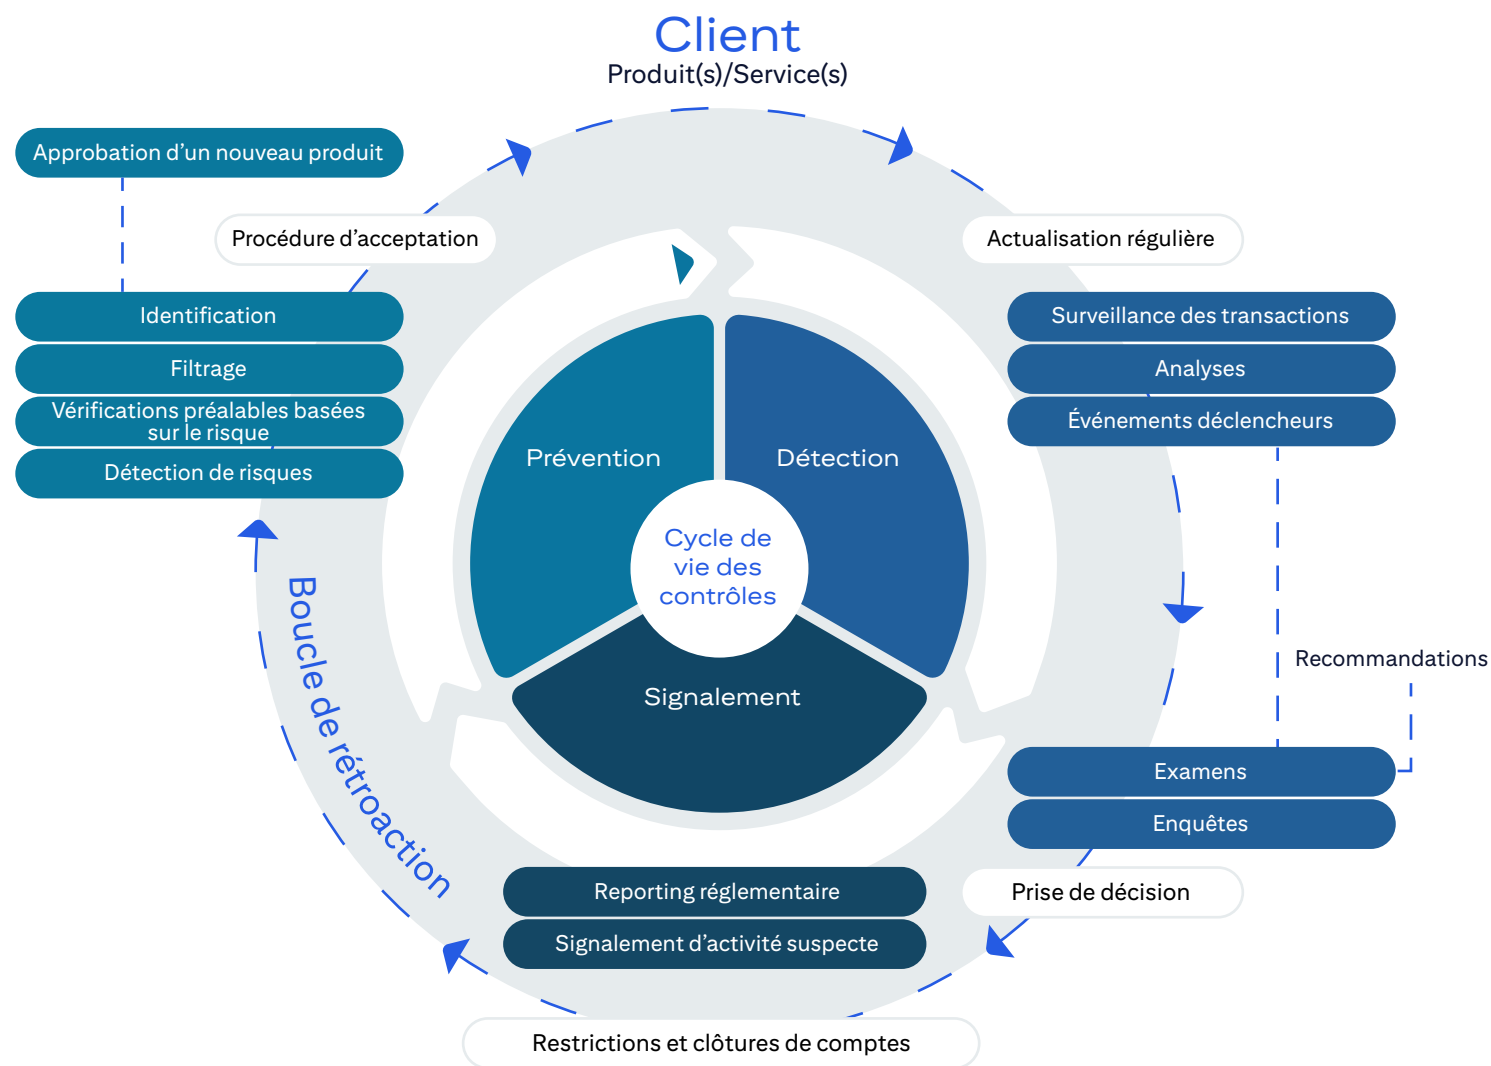 Client
Produit(s)/Service(s)
Approbation d’un nouveau produit
Procédure d’acceptation
Actualisation régulière
Identification
Filtrage
Vérifications préalables basées
sur le risque
Détection de risques
Surveillance des transactions
Analyses
Événements déclencheurs
Prévention
Détection
Cycle de
vie des
contrôles
Signalement
Boucle de rétroaction
Recommandations
Examens
Enquêtes
Prise de décision
Reporting réglementaire
Signalement d’activité suspecte
Restrictions et clôtures de comptes